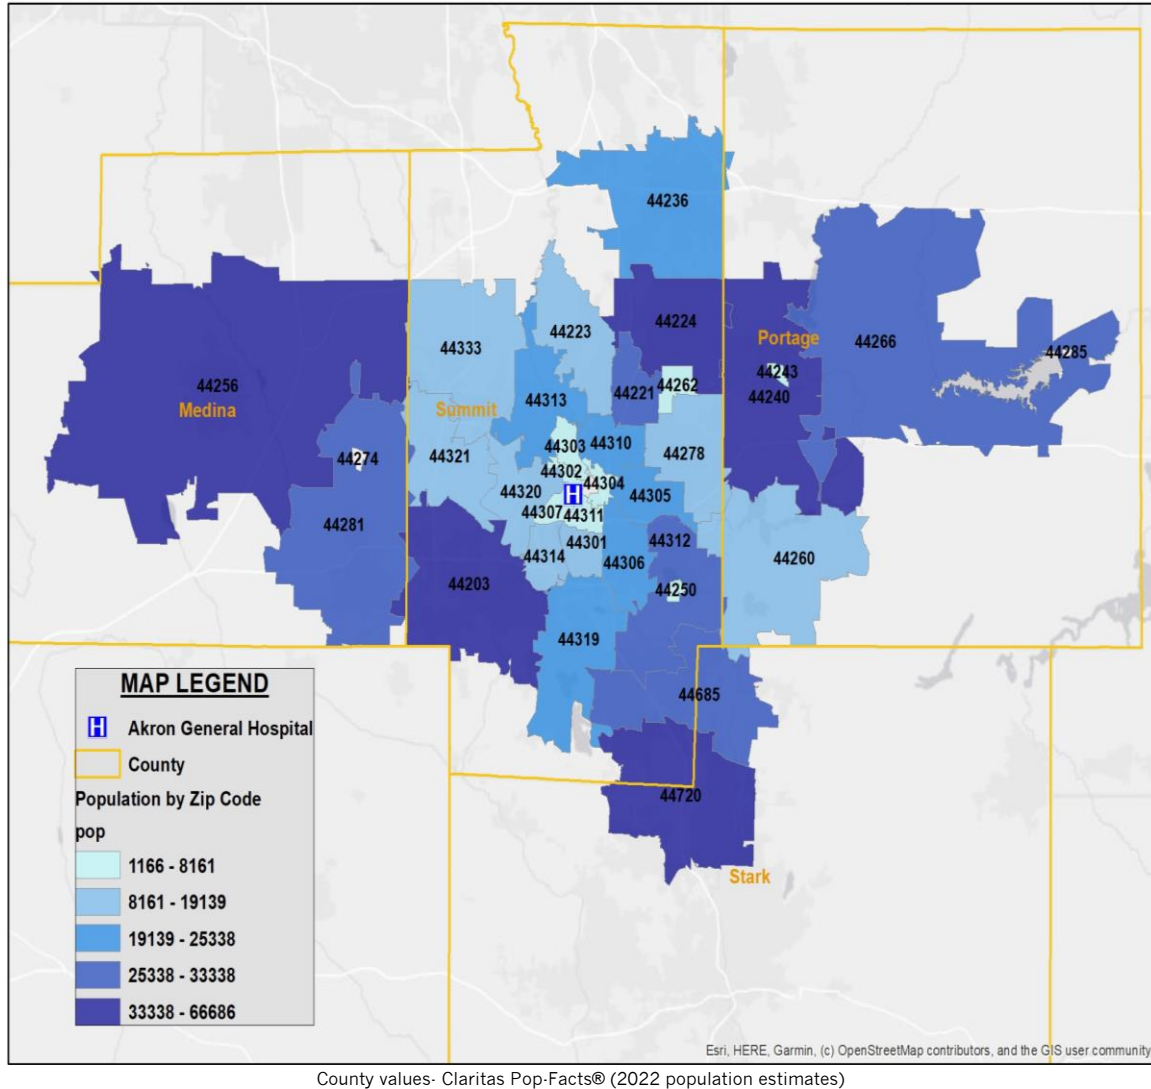 44236
44224
44223
44333
Portage
44266
44285
44243
44262
44256
44221
44240
44313
Medina
Summit
44303
44310
44278
44321
44274
44302
44304
44320
44305
H
44307
44311
44281
44312
44301
44314
44306
44260
44203
44250
44319
44685
44720
Stark
MAP LEGEND
H Akron General Hospital
County
Population by Zip Code
pop
1166 - 8161
8161 - 19139
19139 - 25338
25338 - 33338
33338 - 66686
Esri, HERE, Garmin, (c) OpenStreetMap contributors, and the GIS user community
County values- Claritas Pop-Facts® (2022 population estimates)